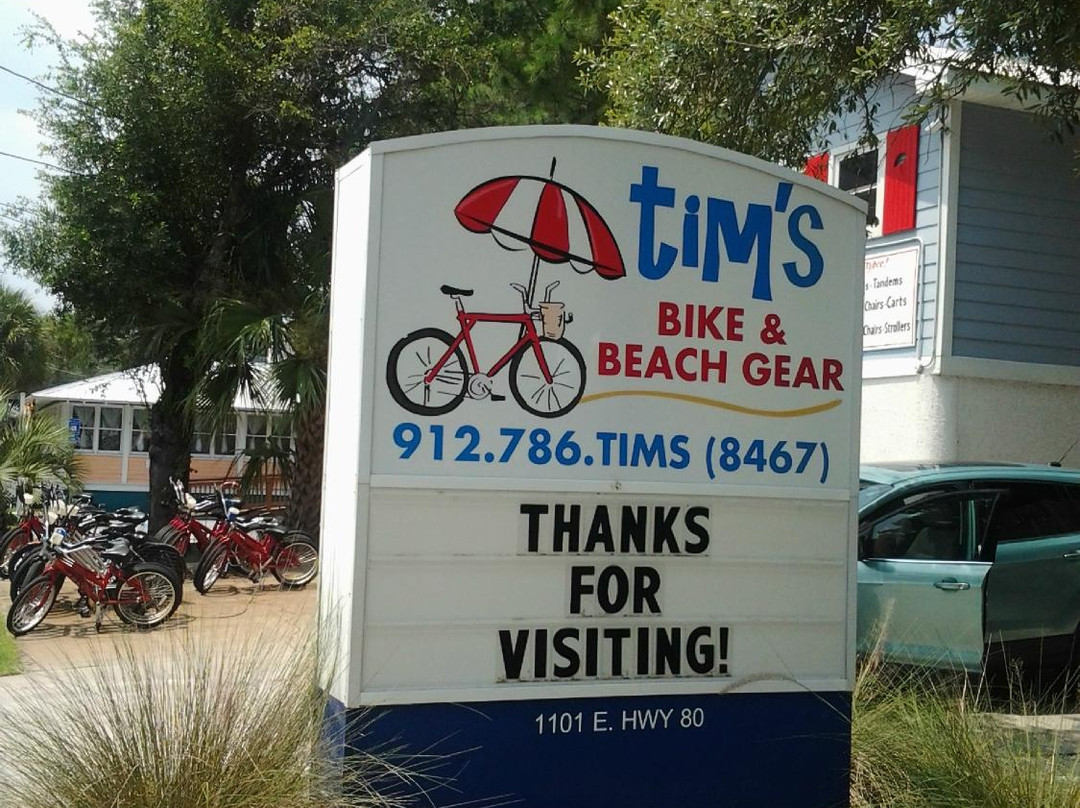 tiM's
BIKE &
BEACH GEAR
912.786.TIMS (8467)
THANKS
FOR
VISITING!
1101 E. HWY 80
Tandems
Chairs - Carts
Chairs - Strollers